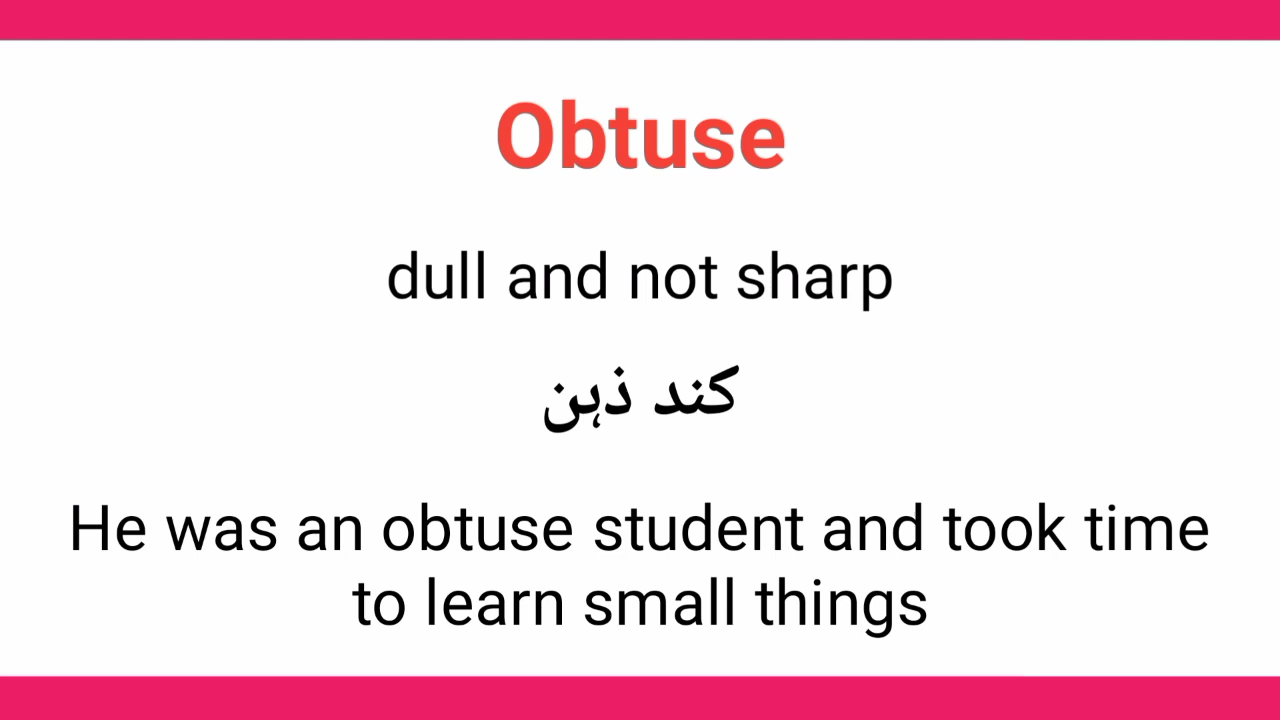 Obtuse
dull and not sharp
کند ذہن
He was an obtuse student and took time
to learn small things